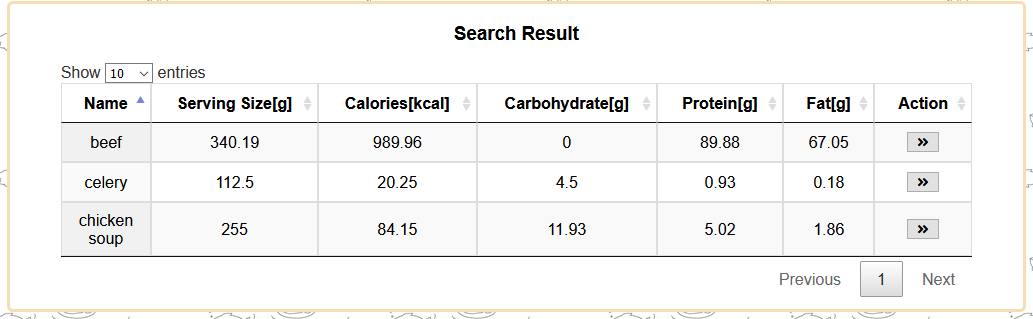 Search Result
Show 10 entries
Name Serving Size[g] Calories[kcal] Carbohydrate[g] Protein[g] Fat[g] Action
beef 340.19 989.96 0 89.88 67.05 »
celery 112.5 20.25 4.5 0.93 0.18 »
chicken
soup 255 84.15 11.93 5.02 1.86 »
Previous 1 Next